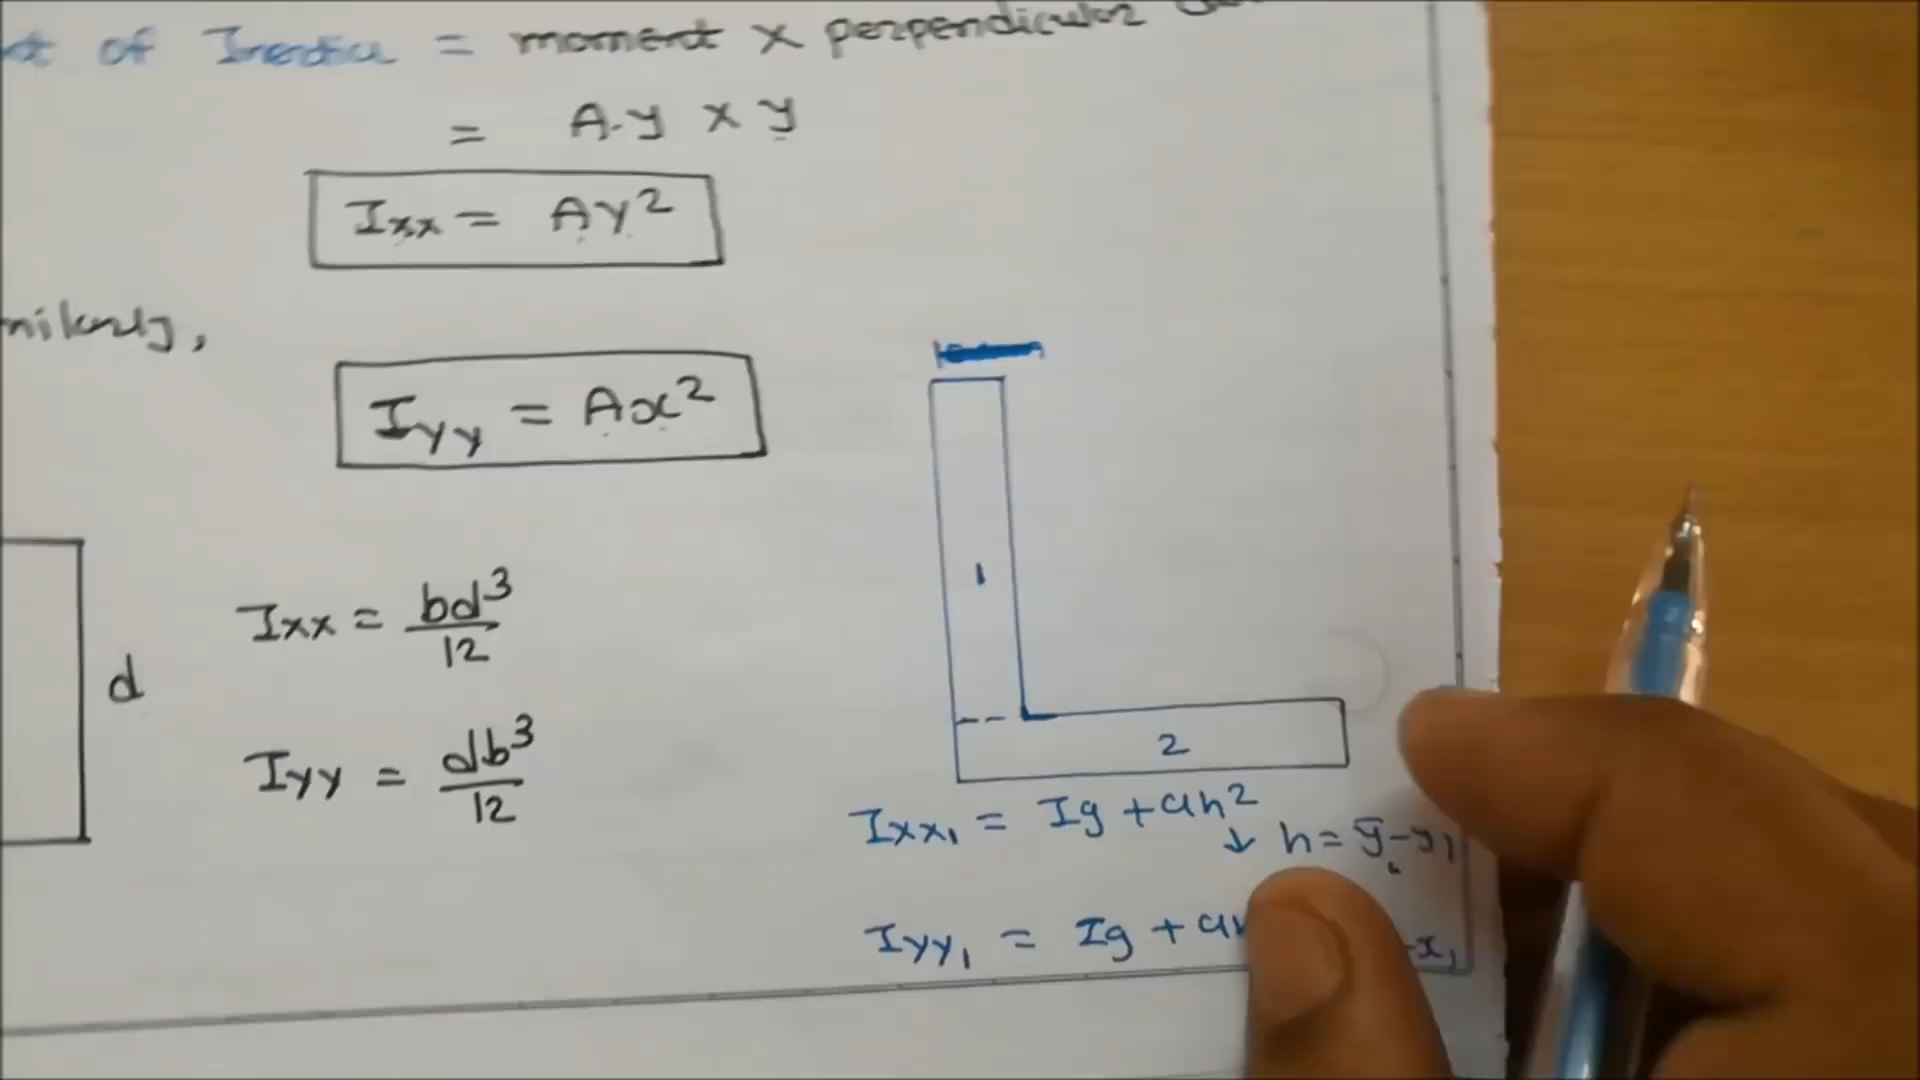 of Inertia = moment x perpendicular
= A.y x y
Ixx = Ay²
Iyy = Ax²
1
Ixx = bd³/12
d
2
Iyy = db³/12
Ixx₁ = Ig + ah²
↓ h = ȳ-y₁
Iyy₁ = Ig + a
-x₁